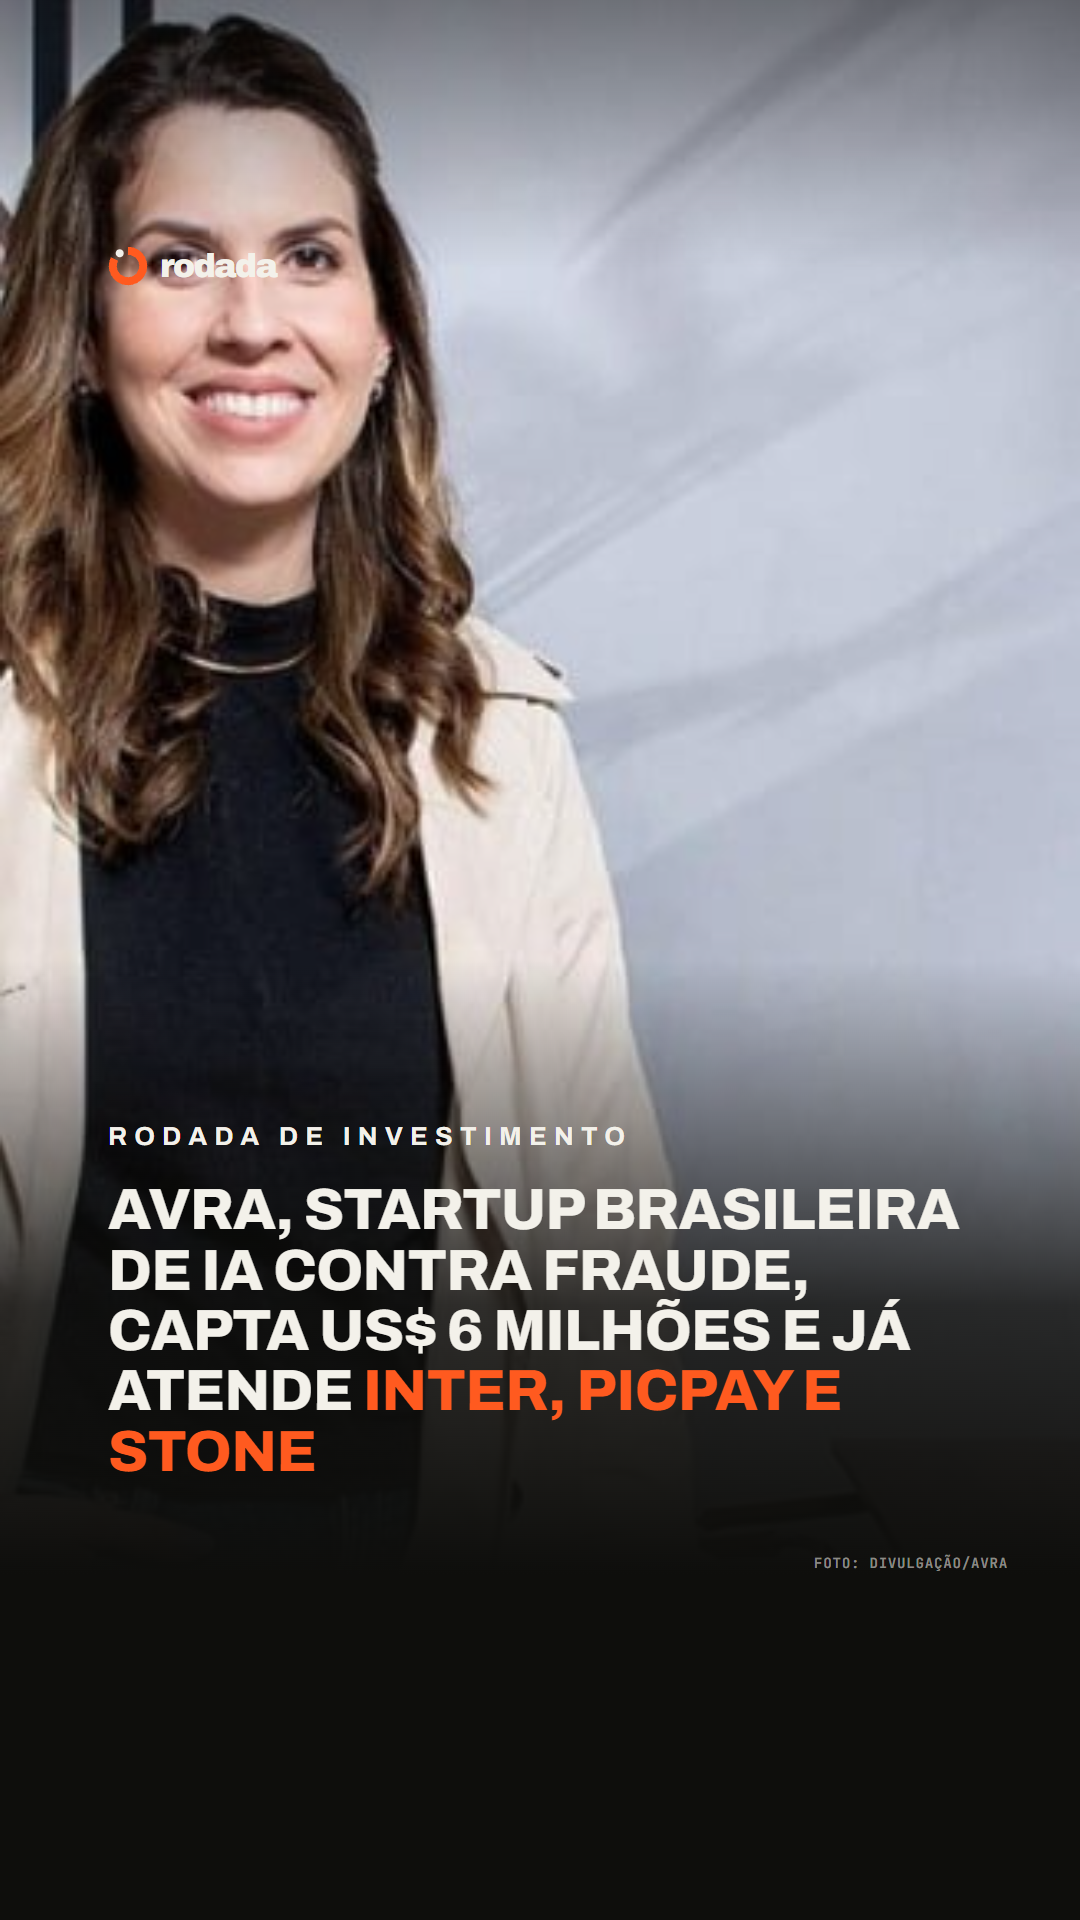 rodada
RODADA DE INVESTIMENTO
AVRA, STARTUP BRASILEIRA
DE IA CONTRA FRAUDE,
CAPTA US$ 6 MILHÕES E JÁ
ATENDE INTER, PICPAY E
STONE
FOTO: DIVULGAÇÃO/AVRA